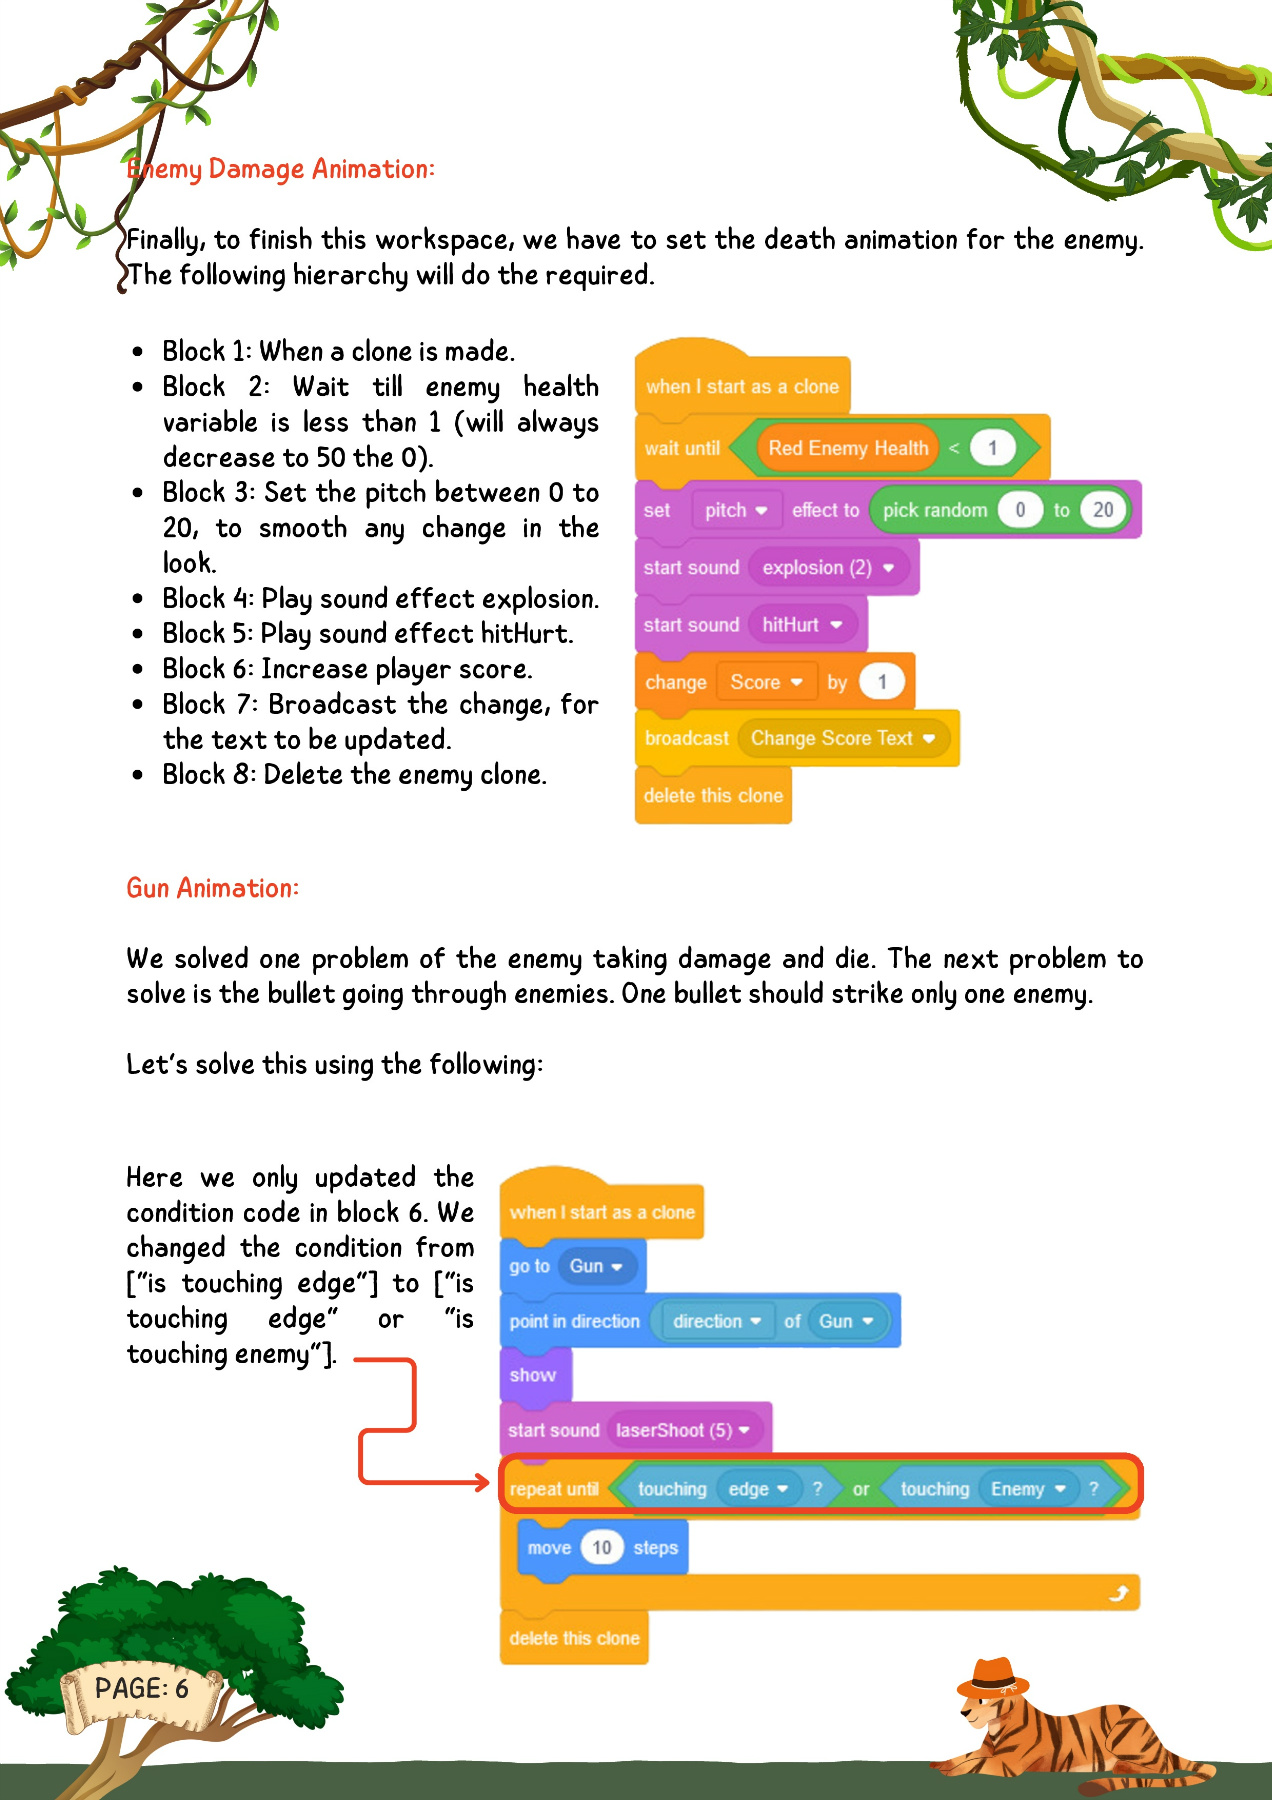 Enemy Damage Animation:
Finally, to finish this workspace, we have to set the death animation for the enemy.
The following hierarchy will do the required.
• Block 1: When a clone is made.
• Block 2: Wait till enemy health
variable is less than 1 (will always
decrease to 50 the 0).
• Block 3: Set the pitch between 0 to
20, to smooth any change in the
look.
• Block 4: Play sound effect explosion.
• Block 5: Play sound effect hitHurt.
• Block 6: Increase player score.
• Block 7: Broadcast the change, for
the text to be updated.
• Block 8: Delete the enemy clone.
when I start as a clone
wait until Red Enemy Health < 1
set pitch effect to pick random 0 to 20
start sound explosion (2)
start sound hitHurt
change Score by 1
broadcast Change Score Text
delete this clone
Gun Animation:
We solved one problem of the enemy taking damage and die. The next problem to
solve is the bullet going through enemies. One bullet should strike only one enemy.
Let's solve this using the following:
Here we only updated the
condition code in block 6. We
changed the condition from
["is touching edge"] to ["is
touching edge" or "is
touching enemy"].
when I start as a clone
go to Gun
point in direction direction of Gun
show
start sound laserShoot (5)
repeat until touching edge ? or touching Enemy ?
move 10 steps
delete this clone
PAGE: 6